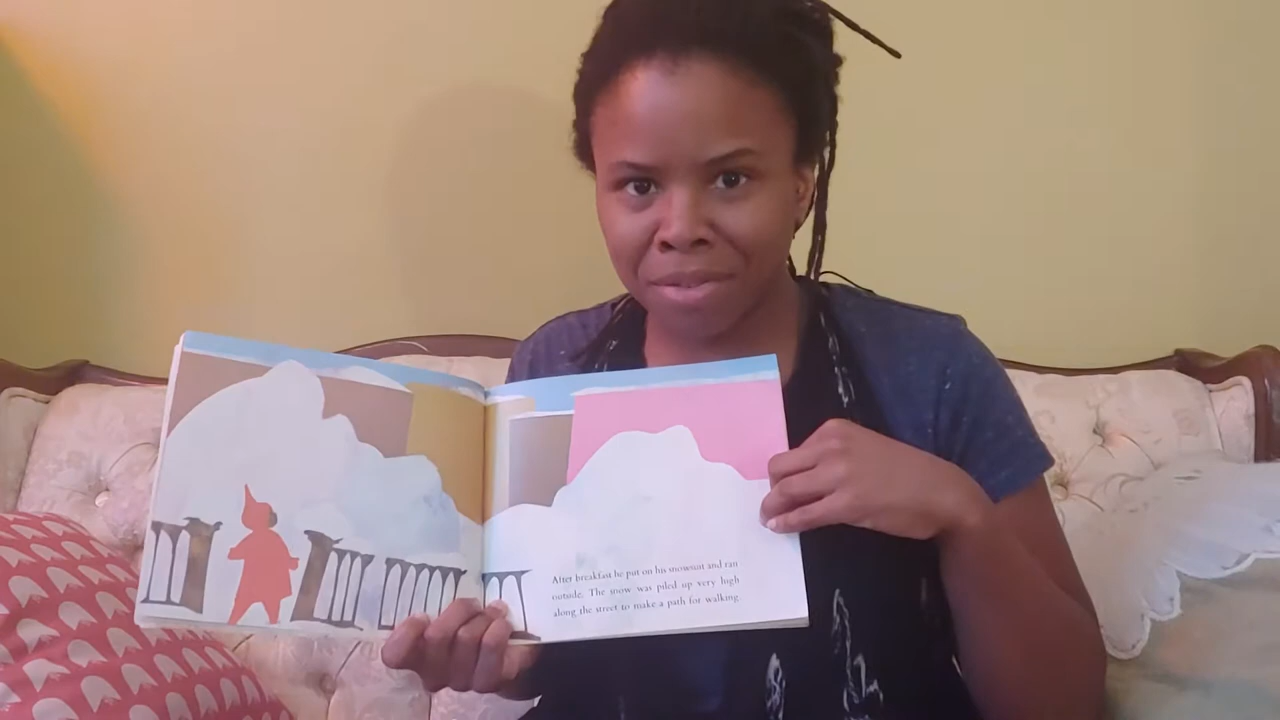 After breakfast he put on his snowsuit and ran
outside. The snow was piled up very high
along the street to make a path for walking.